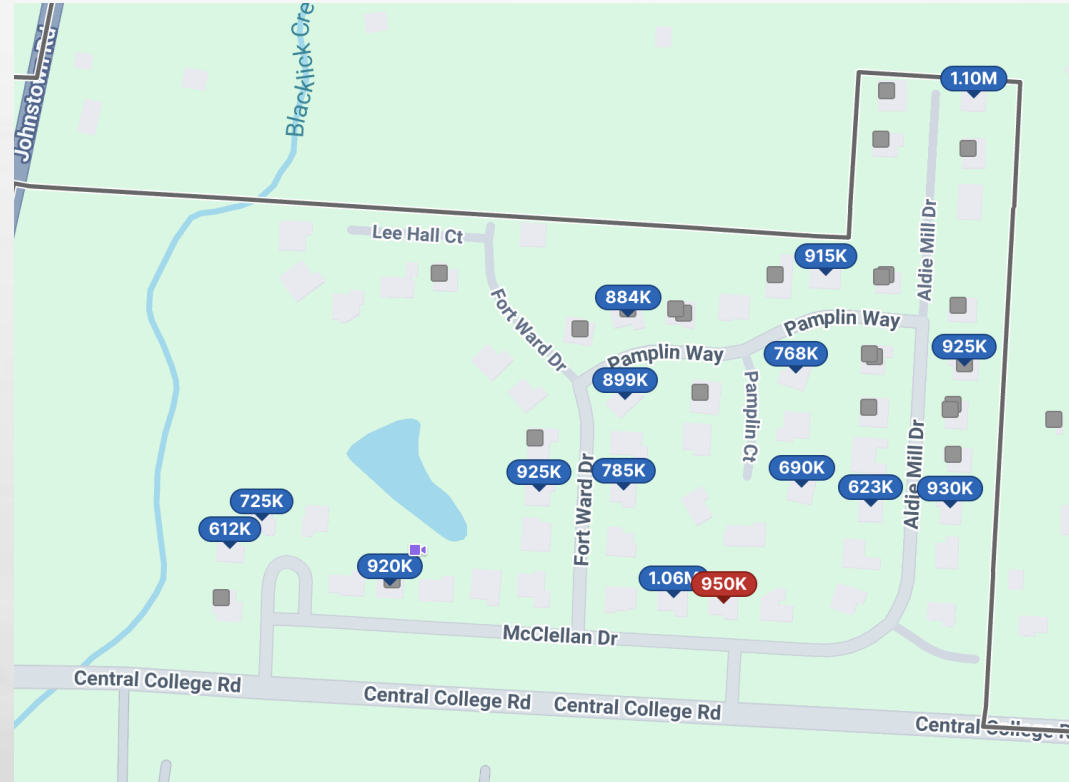 Johnstown Rd
Blacklick Cre
1.10M
Lee Hall Ct
Aldie Mill Dr
915K
884K
Fort Ward Dr
Pamplin Way
Pamplin Way
768K
925K
899K
Pamplin Ct
925K
785K
690K
623K
930K
Fort Ward Dr
Aldie Mill Dr
725K
612K
920K
1.06M
950K
McClellan Dr
Central College Rd
Central College Rd
Central College Rd
Central College R